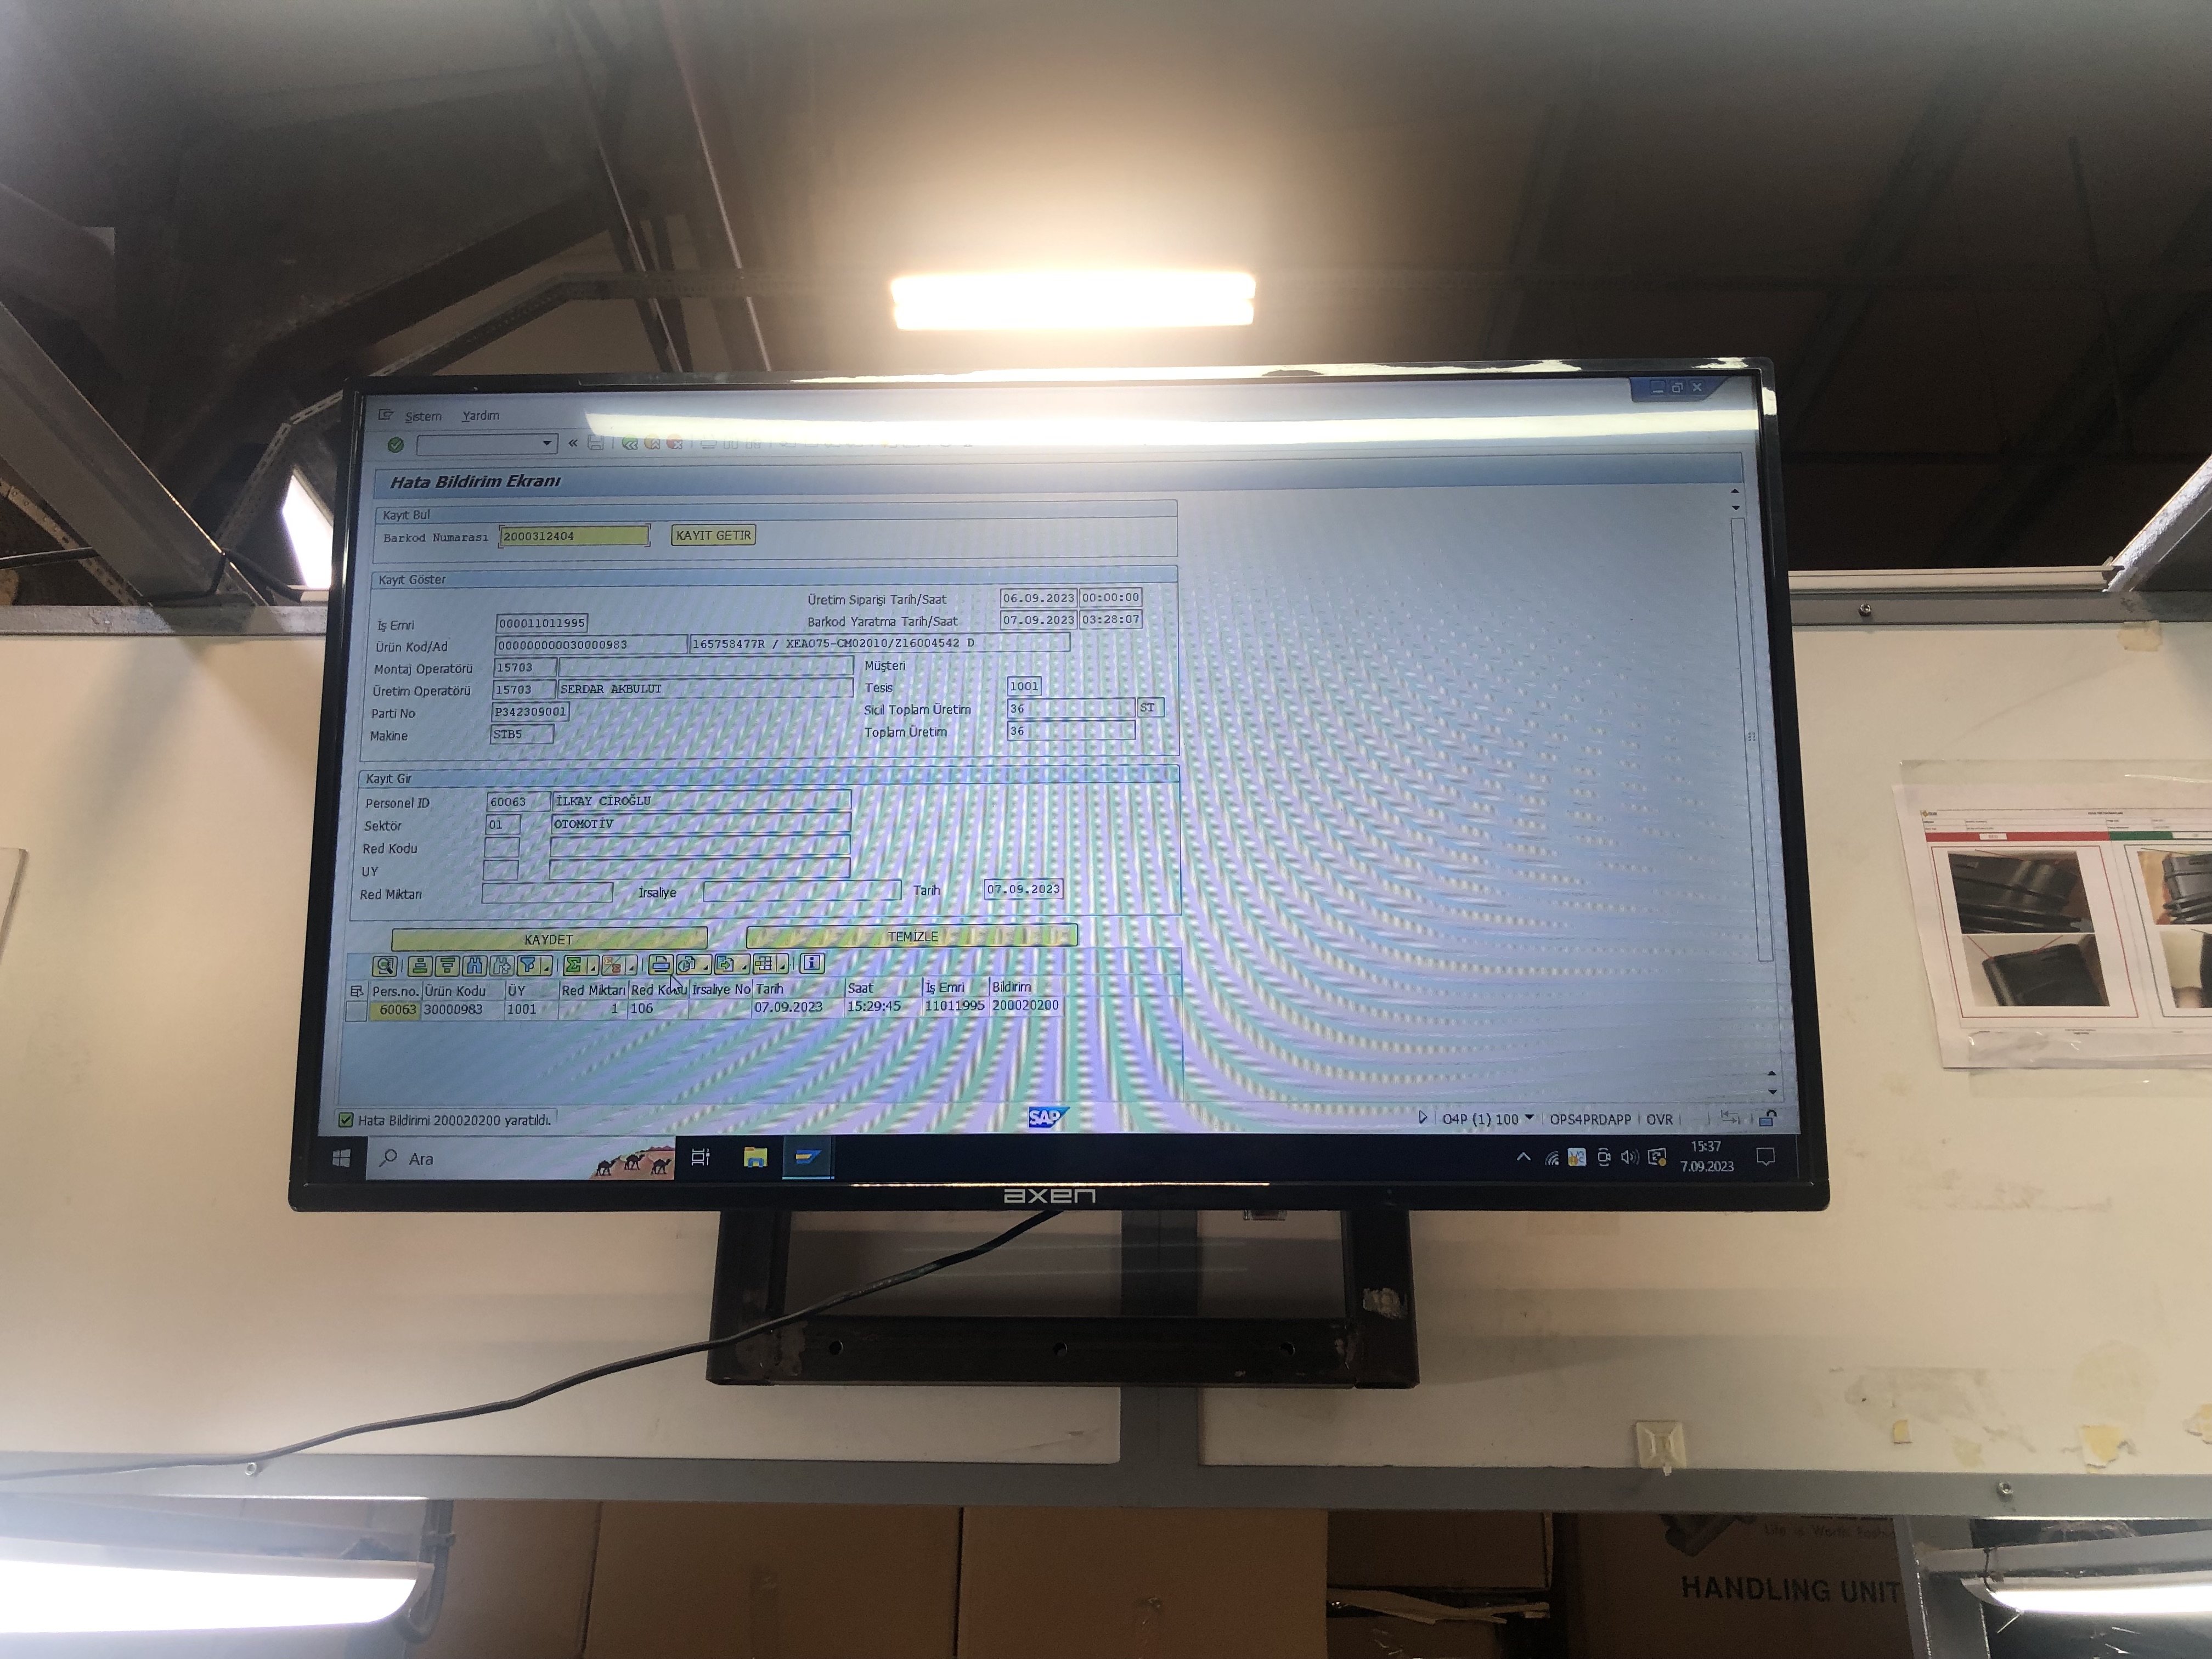 Sistem Yardım
Hata Bildirim Ekranı
Kayıt Bul
Barkod Numarası 2000312404 KAYIT GETIR
Kayıt Göster
Üretim Siparişi Tarih/Saat 06.09.2023 00:00:00
İş Emri 000011011995 Barkod Yaratma Tarih/Saat 07.09.2023 03:28:07
Ürün Kod/Ad 000000000030000983 165758477R / XEA075-CM02010/Z16004542 D
Montaj Operatörü 15703 Müşteri
Üretim Operatörü 15703 SERDAR AKBULUT Tesis 1001
Parti No P342309001 Sicil Toplam Üretim 36 ST
Makine STB5 Toplam Üretim 36
Kayıt Gir
Personel ID 60063 İLKAY CİROĞLU
Sektör 01 OTOMOTİV
Red Kodu
UY
Red Miktarı İrsaliye Tarih 07.09.2023
KAYDET TEMIZLE
Pers.no. Ürün Kodu ÜY Red Miktarı Red Kodu İrsaliye No Tarih Saat İş Emri Bildirim
60063 30000983 1001 1 106 07.09.2023 15:29:45 11011995 200020200
Hata Bildirimi 200020200 yaratıldı. SAP O4P (1) 100 OPS4PRDAPP OVR
Ara 15:37
7.09.2023
axen
HANDLING UNIT